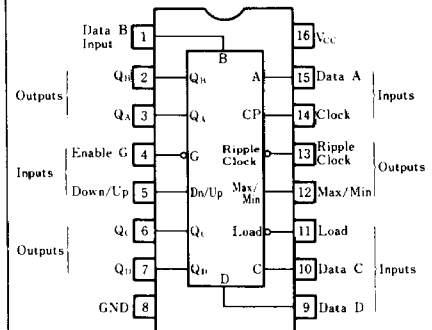 Data B
Input
1
B
16
VCC
Outputs
QB
2
QB
A
15
Data A
Inputs
QA
3
QA
CP
14
Clock
Inputs
Enable G
4
G
Ripple
Clock
13
Ripple
Clock
Outputs
Down/Up
5
Dn/Up
Max/
Min
12
Max/Min
Outputs
QC
6
QC
Load
11
Load
QD
7
QD
C
10
Data C
Inputs
GND
8
D
9
Data D